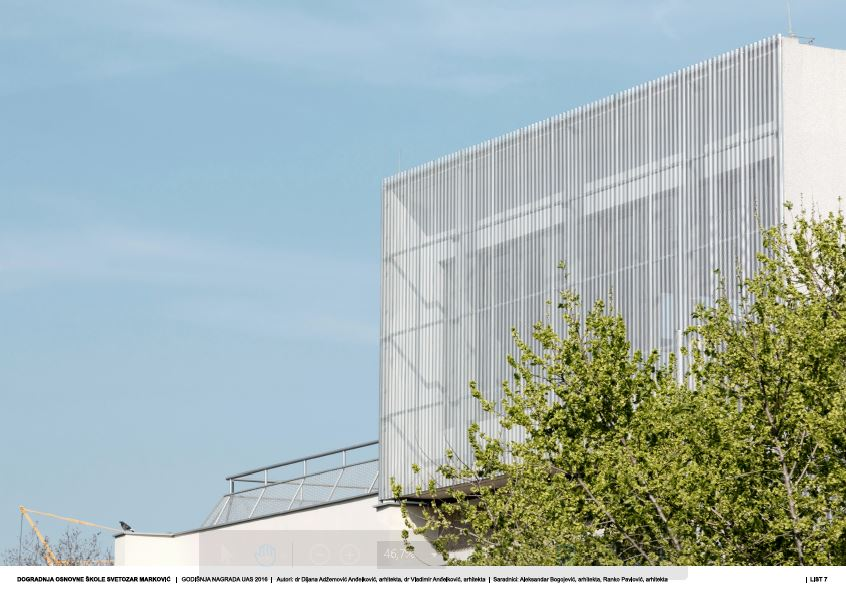 46,7%
DOGRADNJA OSNOVNE ŠKOLE SVETOZAR MARKOVIĆ | GODIŠNJA NAGRADA UAS 2016 | Autori: dr Dijana Adžemović Anđelković, arhitekta, dr Vladimir Anđelković, arhitekta | Saradnici: Aleksandar Bogojević, arhitekta, Ranko Pavlović, arhitekta | LIST 7